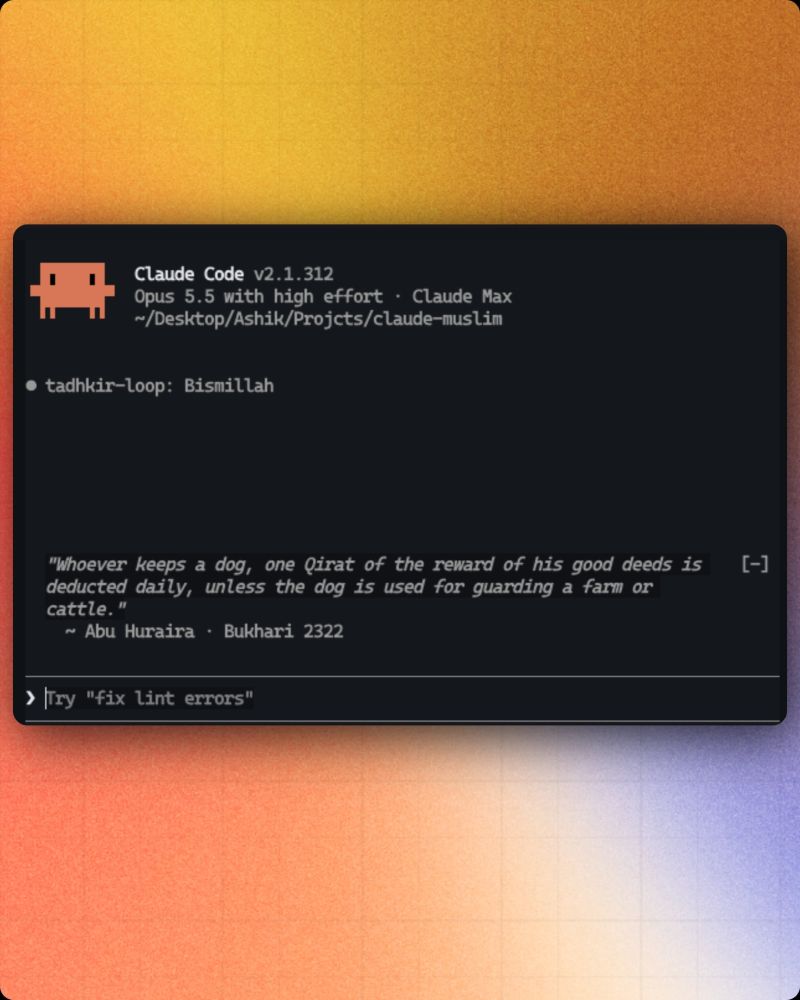 Claude Code v2.1.312
Opus 5.5 with high effort · Claude Max
~/Desktop/Ashik/Projcts/claude-muslim
● tadhkir-loop: Bismillah
"Whoever keeps a dog, one Qirat of the reward of his good deeds is [-]
deducted daily, unless the dog is used for guarding a farm or
cattle."
~ Abu Huraira · Bukhari 2322
❯ Try "fix lint errors"